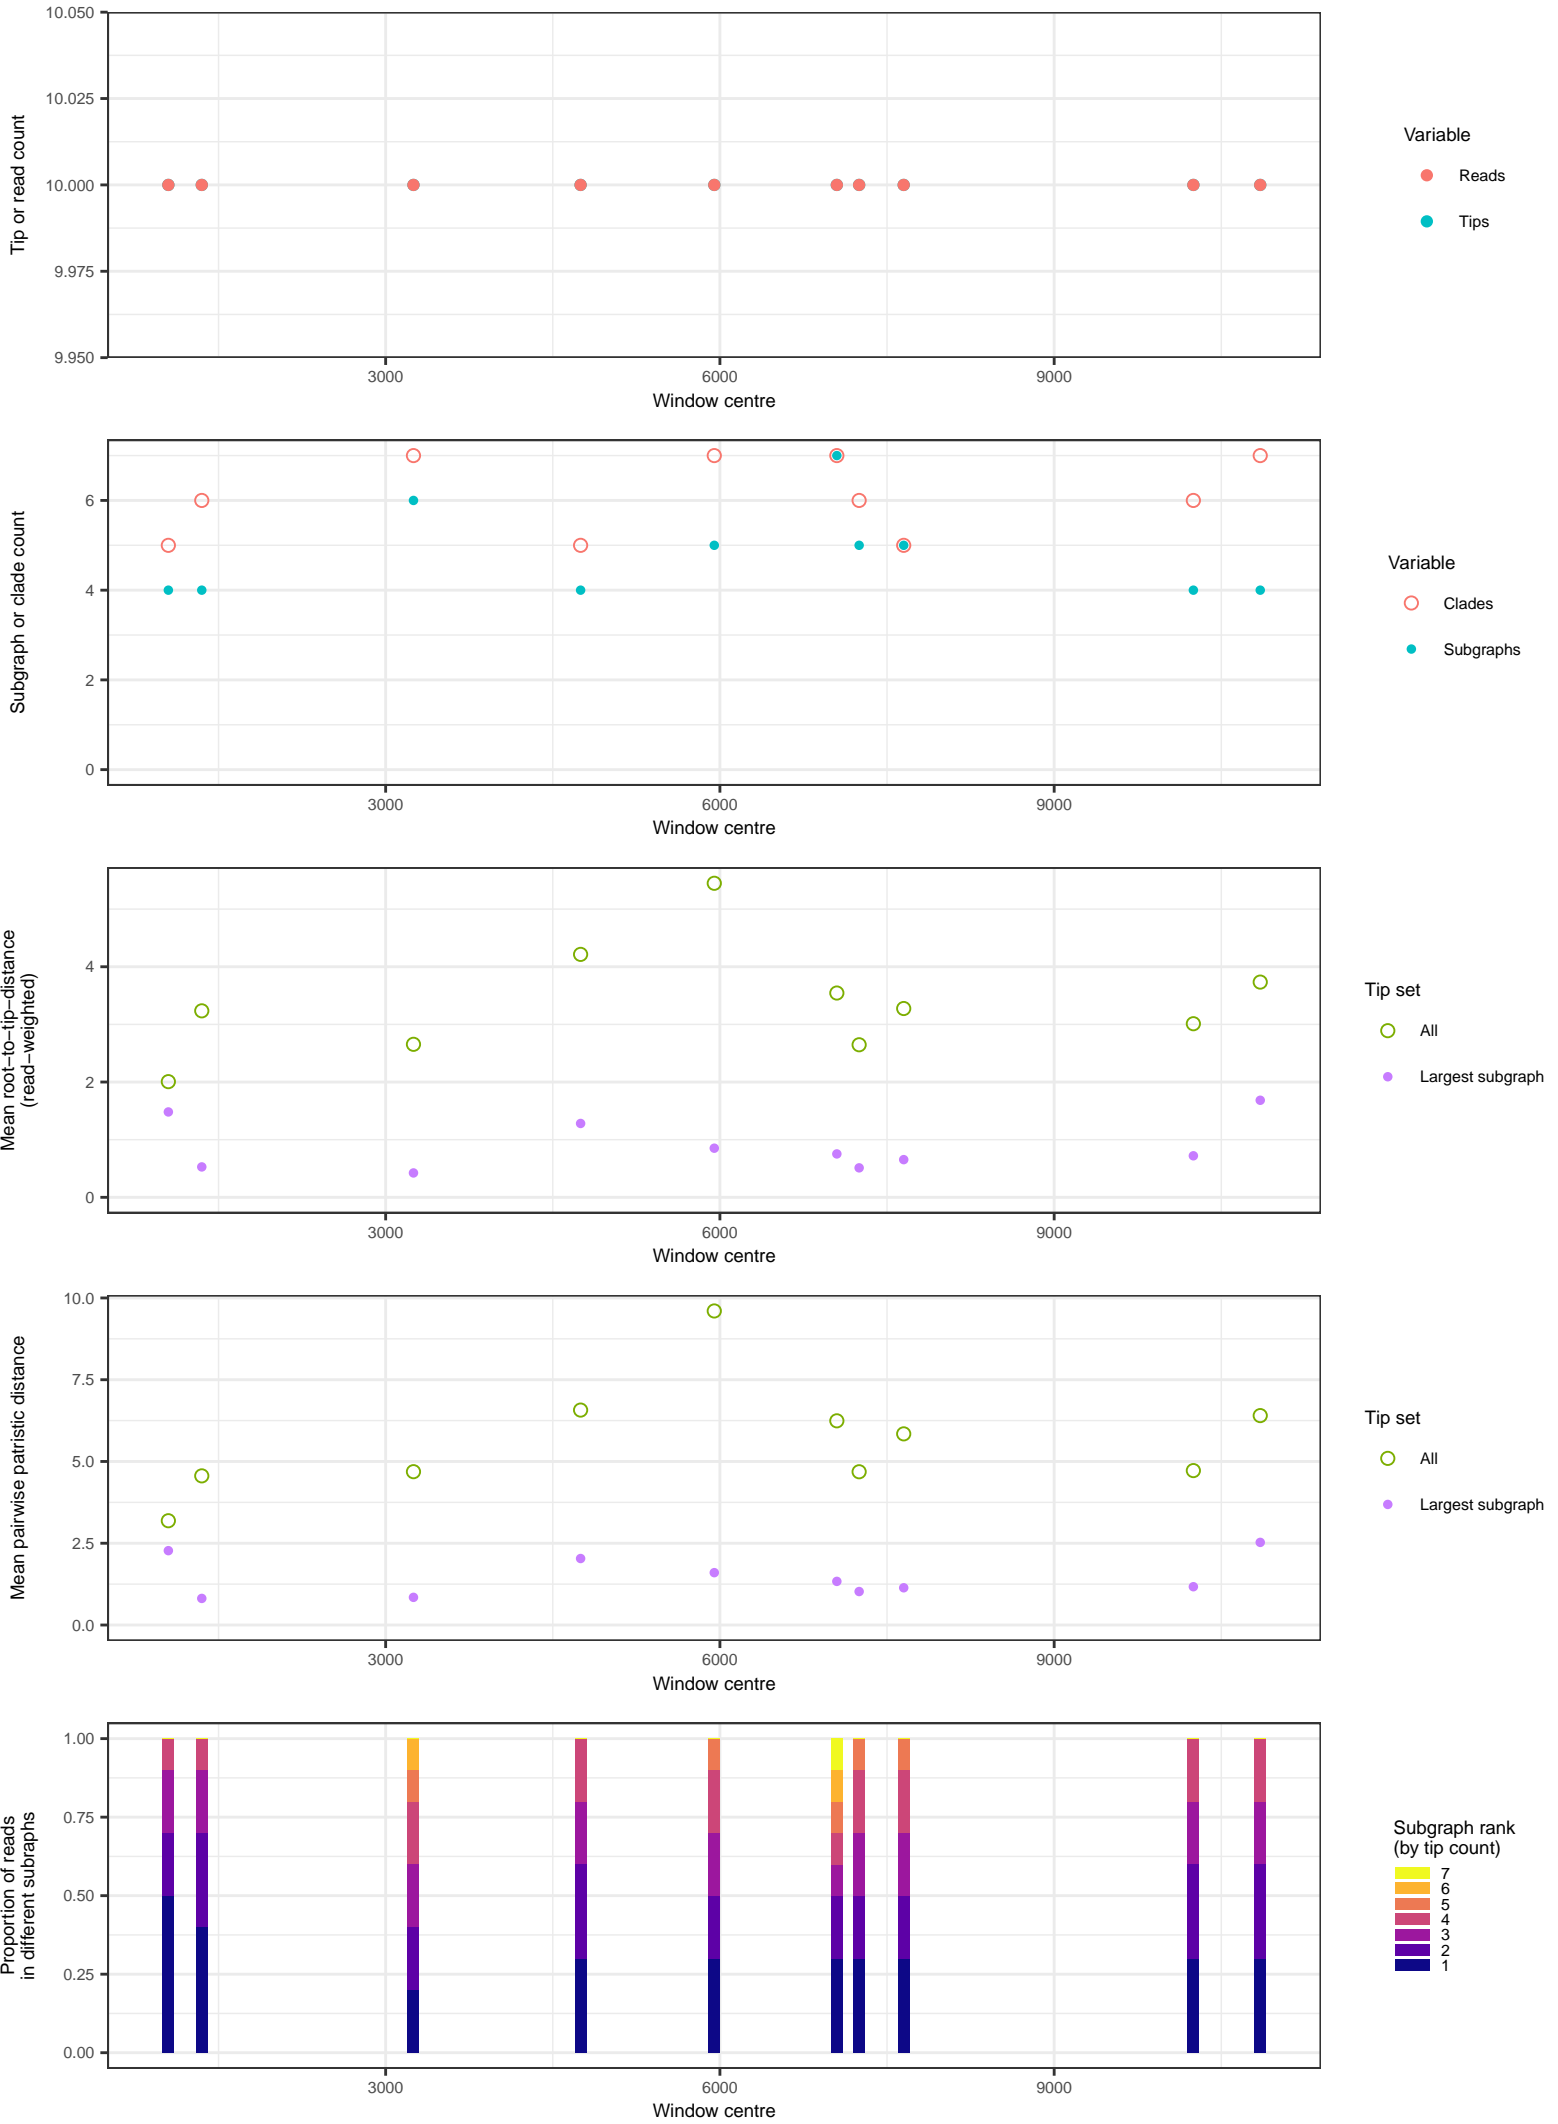 10.050
10.025
10.000
9.975
9.950
Tip or read count
3000 6000 9000
Window centre
Variable
Reads
Tips
6
4
2
0
Subgraph or clade count
3000 6000 9000
Window centre
Variable
Clades
Subgraphs
4
2
0
Mean root−to−tip−distance
(read−weighted)
3000 6000 9000
Window centre
Tip set
All
Largest subgraph
10.0
7.5
5.0
2.5
0.0
Mean pairwise patristic distance
3000 6000 9000
Window centre
Tip set
All
Largest subgraph
1.00
0.75
0.50
0.25
0.00
Proportion of reads
in different subraphs
3000 6000 9000
Window centre
Subgraph rank
(by tip count)
7
6
5
4
3
2
1